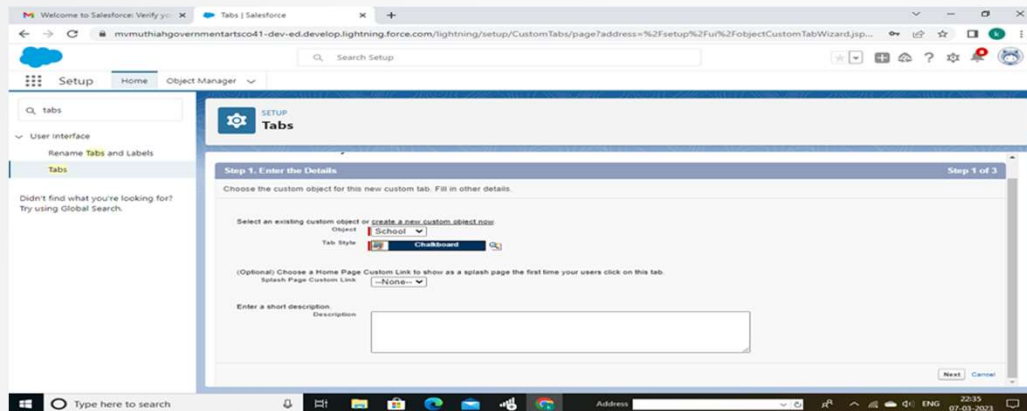 Welcome to Salesforce: Verify yo
Tabs | Salesforce
mvmuthiahgovernmentartsco41-dev-ed.develop.lightning.force.com/lightning/setup/CustomTabs/page?address=%2Fsetup%2Fui%2FobjectCustomTabWizard.jsp...
Search Setup
Setup
Home
Object Manager
tabs
User Interface
Rename Tabs and Labels
Tabs
Didn't find what you're looking for?
Try using Global Search.
SETUP
Tabs
Step 1. Enter the Details
Step 1 of 3
Choose the custom object for this new custom tab. Fill in other details.
Select an existing custom object or create a new custom object now.
Object School
Tab Style Chalkboard
(Optional) Choose a Home Page Custom Link to show as a splash page the first time your users click on this tab.
Splash Page Custom Link --None--
Enter a short description.
Description
Next Cancel
Type here to search
Address
ENG
22:35
07-03-2023